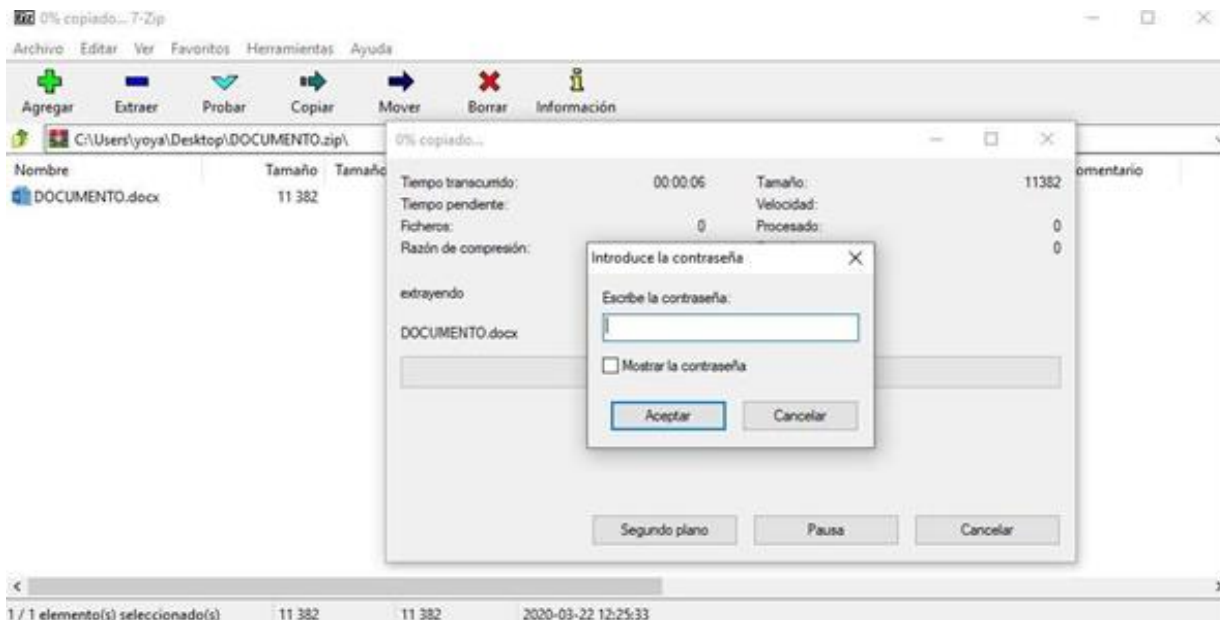 0% copiado... 7-Zip
Archivo Editar Ver Favoritos Herramientas Ayuda
Agregar Extraer Probar Copiar Mover Borrar Información
C:\Users\yoya\Desktop\DOCUMENTO.zip\
Nombre Tamaño Tamaño omentario
DOCUMENTO.docx 11 382
0% copiado...
Tiempo transcurrido: 00:00:06 Tamaño: 11382
Tiempo pendiente: Velocidad:
Ficheros: 0 Procesado: 0
Razón de compresión: 0
extrayendo
DOCUMENTO.docx
Introduce la contraseña
Escribe la contraseña:
Mostrar la contraseña
Aceptar Cancelar
Segundo plano Pausa Cancelar
1 / 1 elemento(s) seleccionado(s) 11 382 11 382 2020-03-22 12:25:33